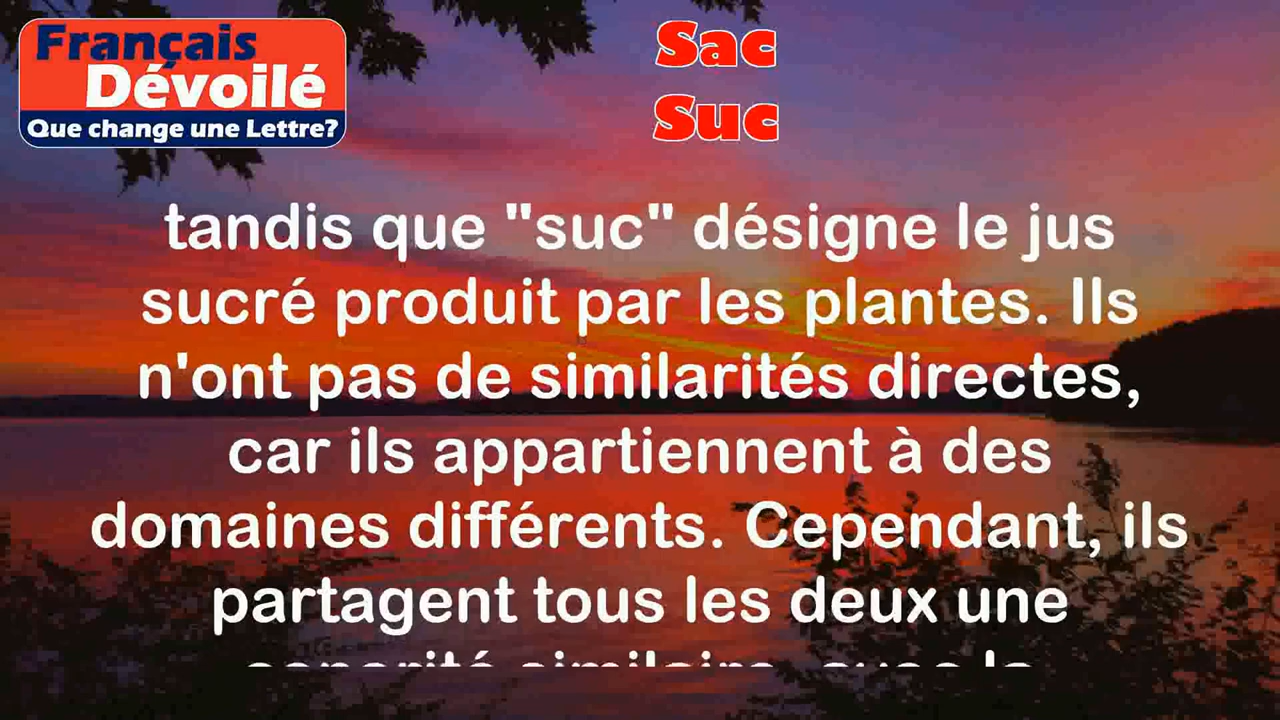 Français
Dévoilé
Que change une Lettre?
Sac
Suc
tandis que "suc" désigne le jus
sucré produit par les plantes. Ils
n'ont pas de similarités directes,
car ils appartiennent à des
domaines différents. Cependant, ils
partagent tous les deux une